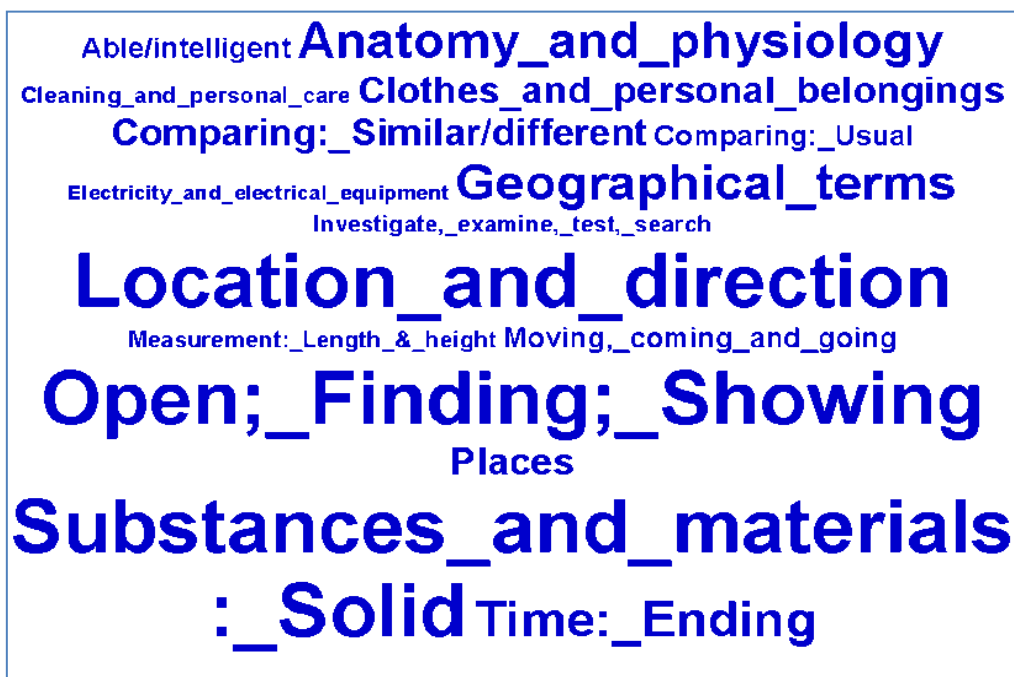 Able/intelligent Anatomy_and_physiology
Cleaning_and_personal_care Clothes_and_personal_belongings
Comparing:_Similar/different Comparing:_Usual
Electricity_and_electrical_equipment Geographical_terms
Investigate,_examine,_test,_search
Location_and_direction
Measurement:_Length_&_height Moving,_coming_and_going
Open;_Finding;_Showing
Places
Substances_and_materials
:_Solid Time:_Ending